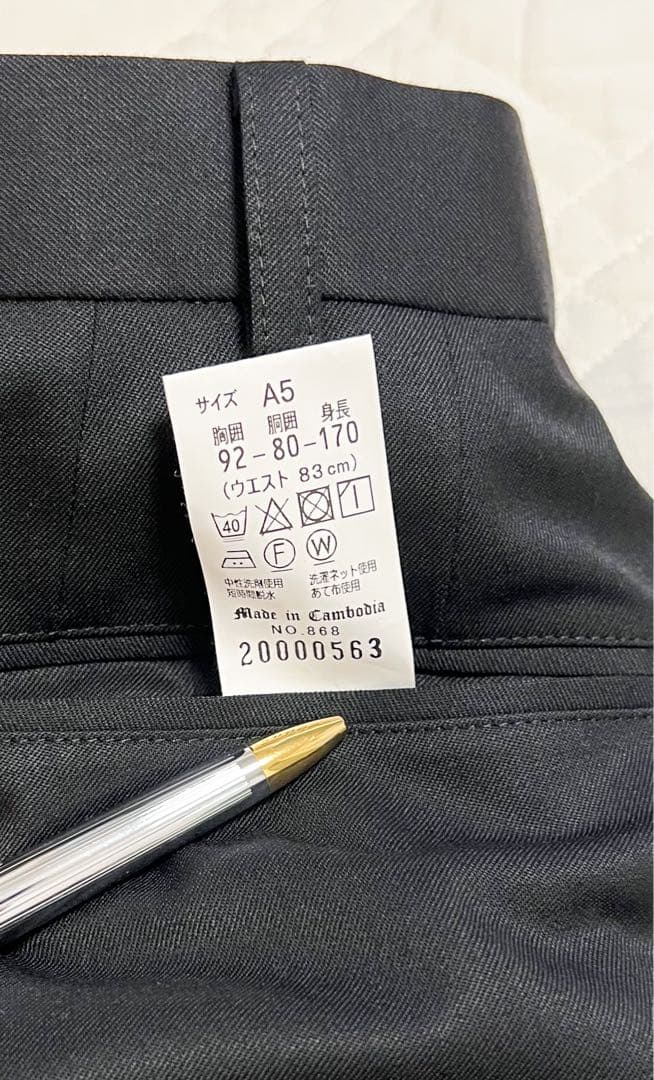 サイズ A5
胸囲 胴囲 身長
92-80-170
(ウエスト 83cm)
40
F W
中性洗剤使用 洗濯ネット使用
短時間脱水 あて布使用
Made in Cambodia
NO.868
20000563